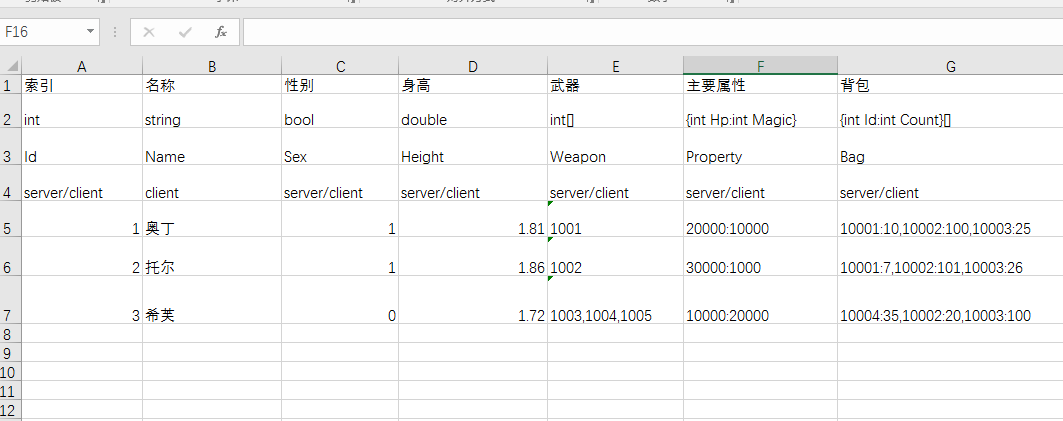 F16 fx
A B C D E F G
1 索引 名称 性别 身高 武器 主要属性 背包
2 int string bool double int[] {int Hp:int Magic} {int Id:int Count}[]
3 Id Name Sex Height Weapon Property Bag
4 server/client client server/client server/client server/client server/client server/client
5 1 奥丁 1 1.81 1001 20000:10000 10001:10,10002:100,10003:25
6 2 托尔 1 1.86 1002 30000:1000 10001:7,10002:101,10003:26
7 3 希芙 0 1.72 1003,1004,1005 10000:20000 10004:35,10002:20,10003:100
8
9
10
11
12